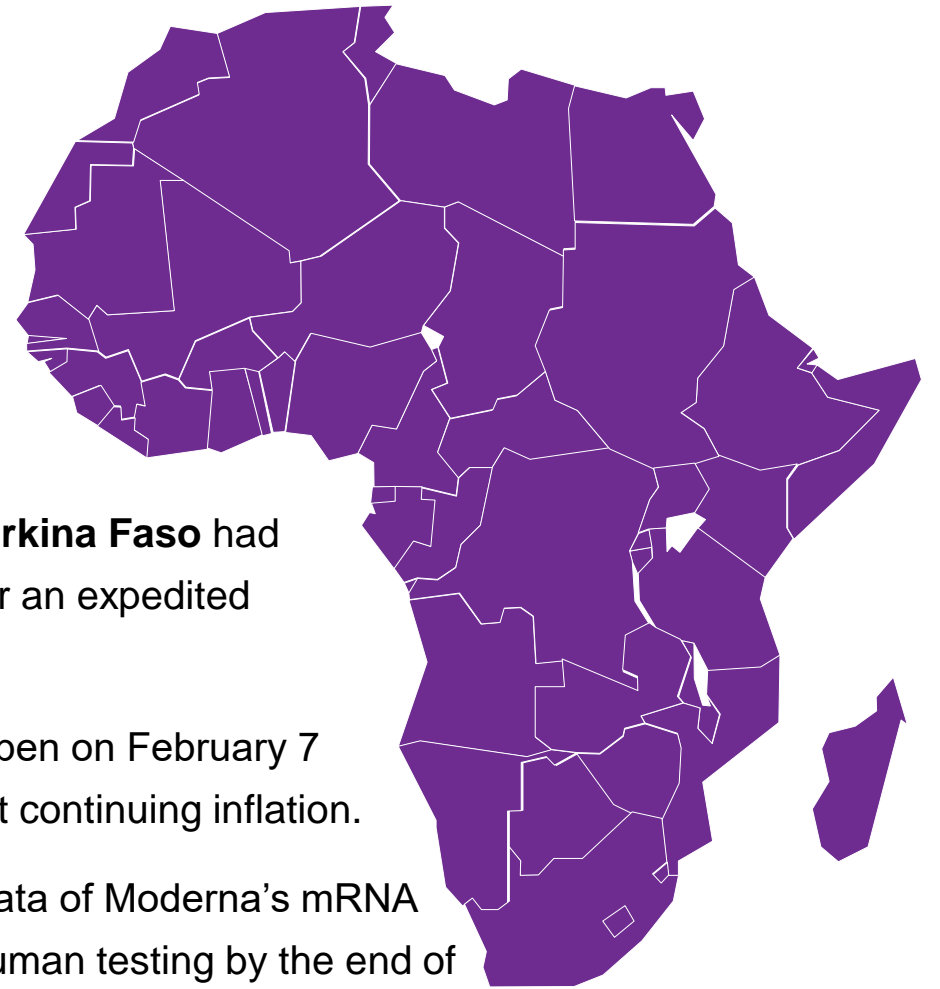 rkina Faso had
r an expedited
pen on February 7
t continuing inflation.
ata of Moderna’s mRNA
uman testing by the end of